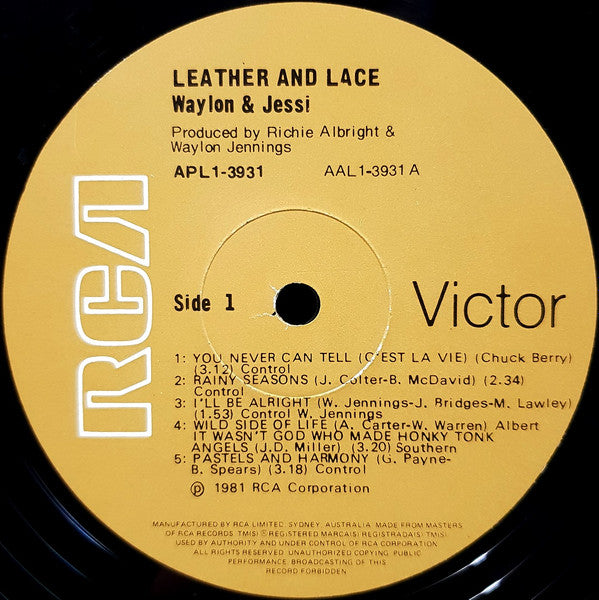 LEATHER AND LACE
Waylon & Jessi
Produced by Richie Albright &
Waylon Jennings
APL1-3931 AAL1-3931 A
RCA
Side 1
Victor
1: YOU NEVER CAN TELL (C'EST LA VIE) (Chuck Berry)
(3.12) Control
2: RAINY SEASONS (J. Colter-B. McDavid) (2.34)
Control
3: I'LL BE ALRIGHT (W. Jennings-J. Bridges-M. Lawley)
(1.53) Control W. Jennings
4: WILD SIDE OF LIFE (A. Carter-W. Warren) Albert
IT WASN'T GOD WHO MADE HONKY TONK
ANGELS (J.D. Miller) (3.20) Southern
5: PASTELS AND HARMONY (G. Payne-
B. Spears) (3.18) Control
℗ 1981 RCA Corporation
MANUFACTURED BY RCA LIMITED, SYDNEY, AUSTRALIA. MADE FROM MASTERS
OF RCA RECORDS. TM(S) ® REGISTERED MARCA(S) REGISTRADA(S) TM(S)
USED BY AUTHORITY AND UNDER CONTROL OF RCA CORPORATION
ALL RIGHTS RESERVED. UNAUTHORIZED COPYING. PUBLIC
PERFORMANCE, BROADCASTING OF THIS
RECORD FORBIDDEN